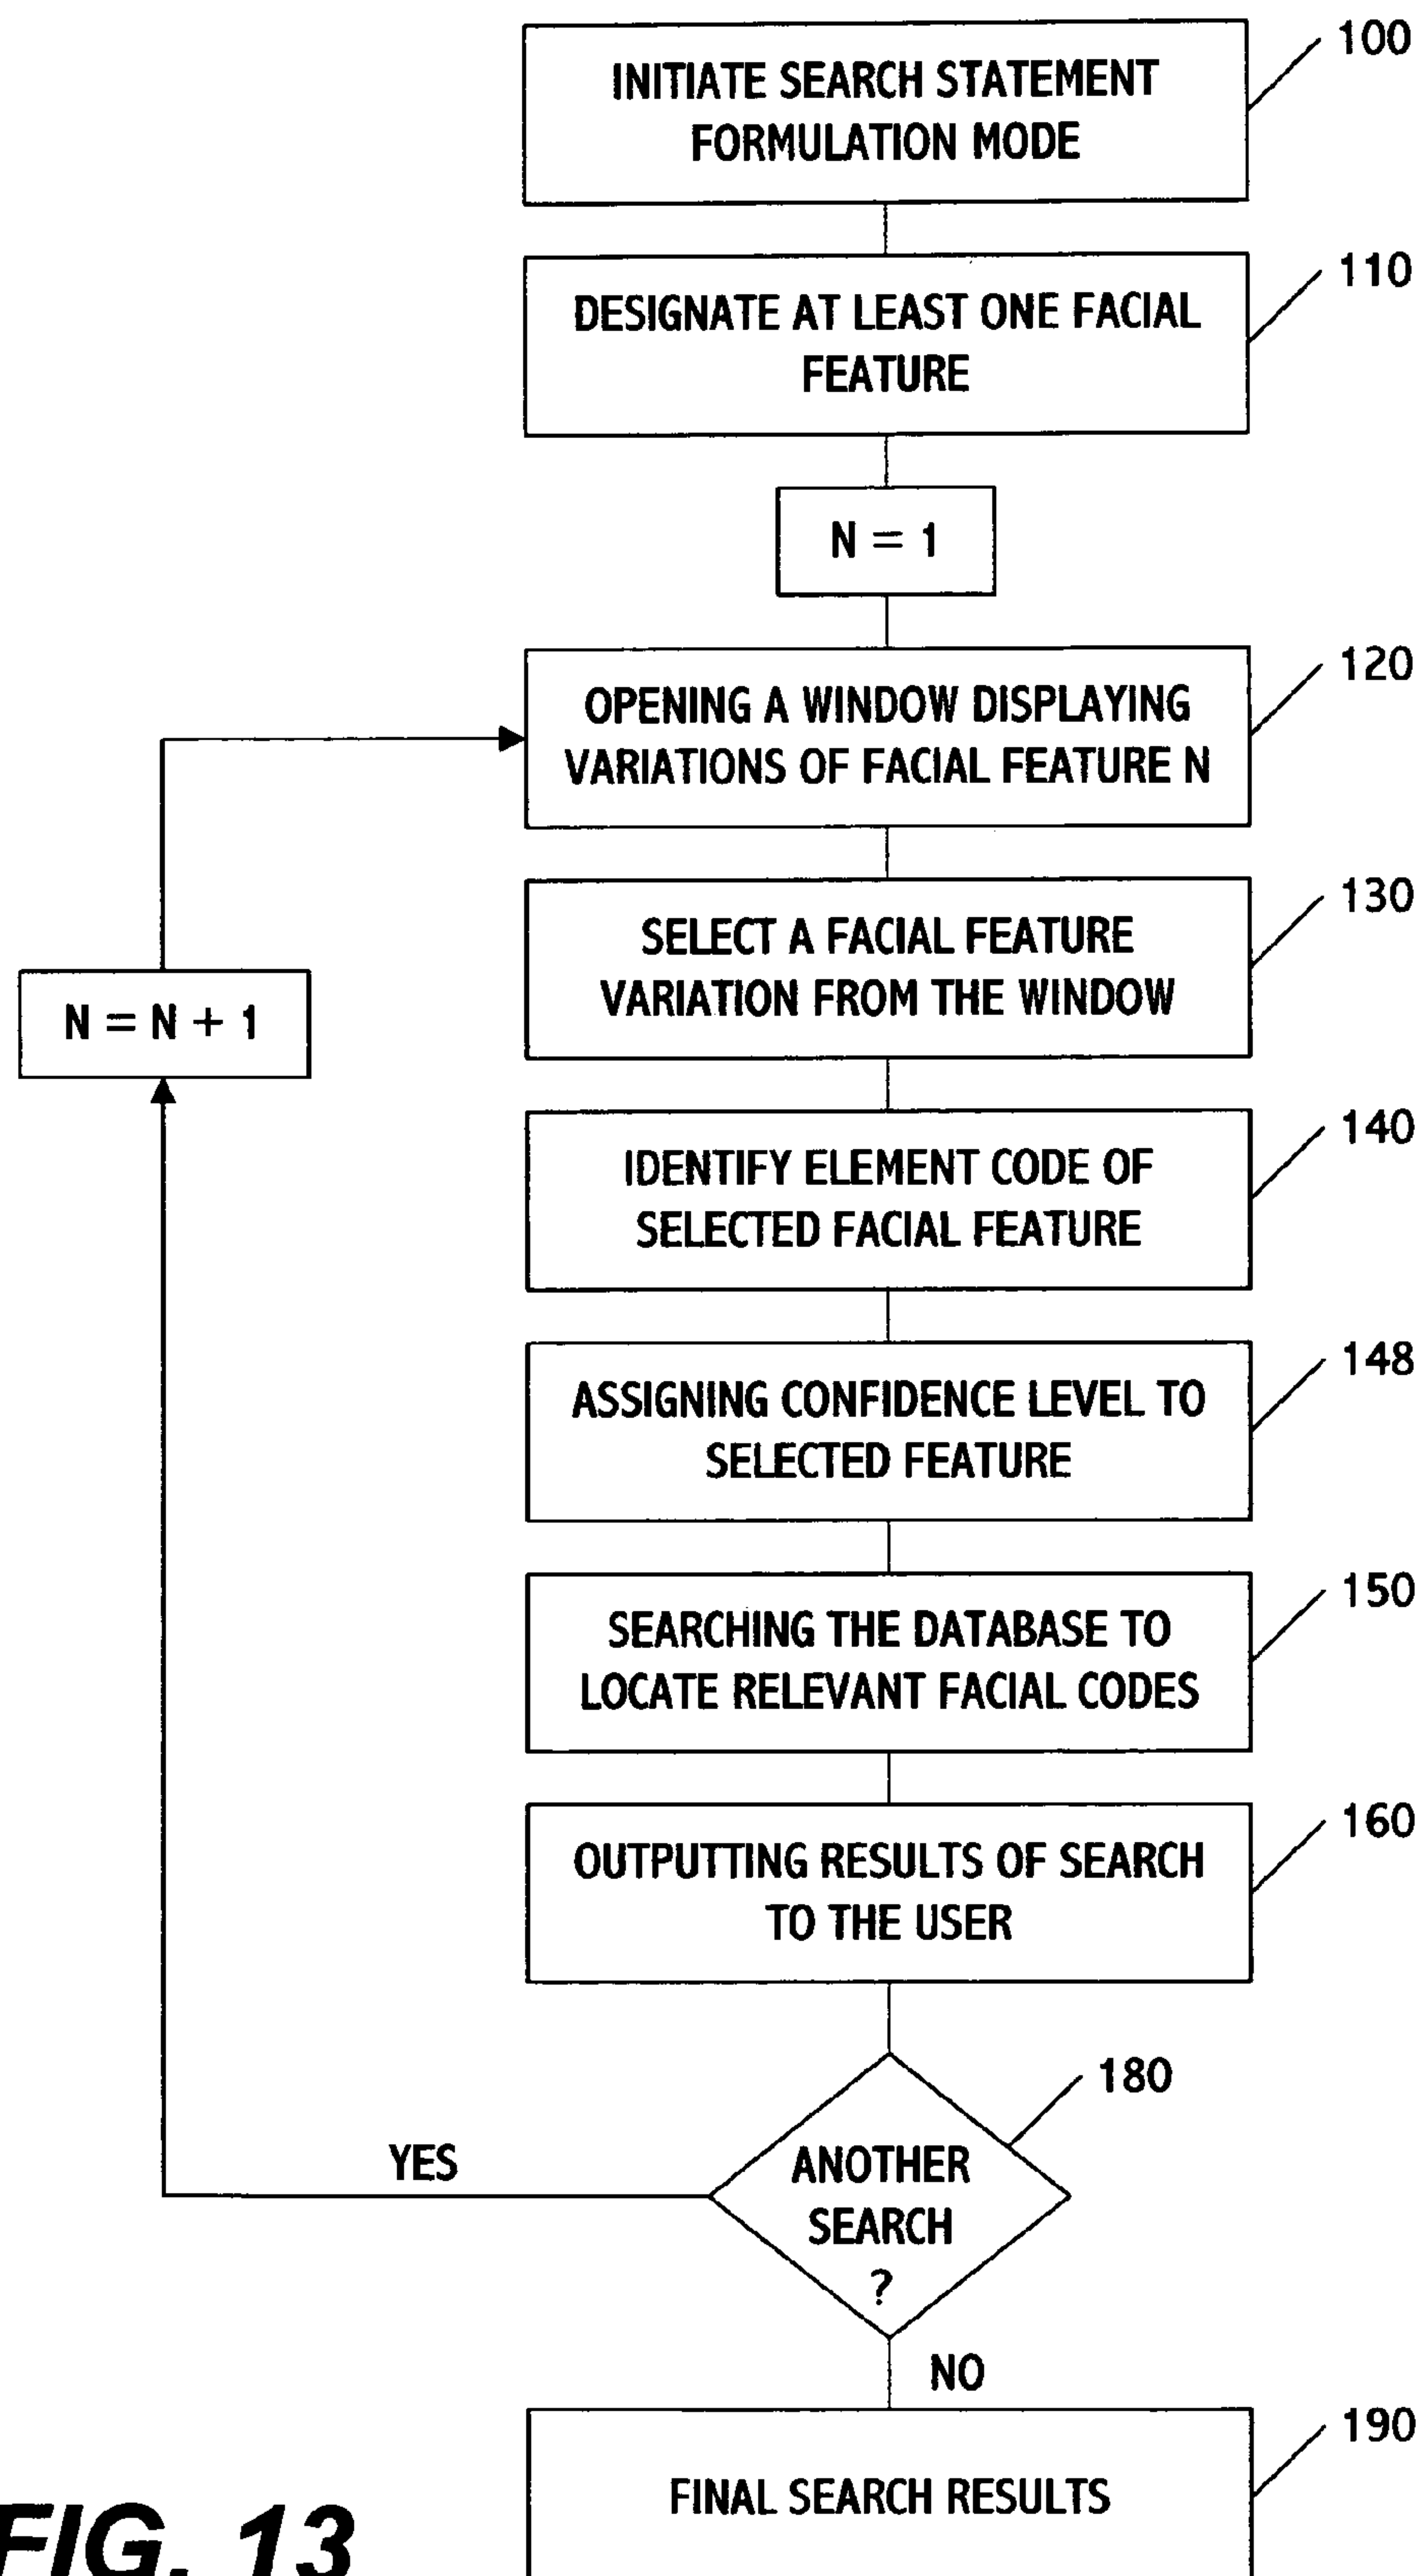 100
INITIATE SEARCH STATEMENT
FORMULATION MODE
110
DESIGNATE AT LEAST ONE FACIAL
FEATURE
N = 1
120
OPENING A WINDOW DISPLAYING
VARIATIONS OF FACIAL FEATURE N
130
SELECT A FACIAL FEATURE
VARIATION FROM THE WINDOW
N = N + 1
140
IDENTIFY ELEMENT CODE OF
SELECTED FACIAL FEATURE
148
ASSIGNING CONFIDENCE LEVEL TO
SELECTED FEATURE
150
SEARCHING THE DATABASE TO
LOCATE RELEVANT FACIAL CODES
160
OUTPUTTING RESULTS OF SEARCH
TO THE USER
180
YES
ANOTHER
SEARCH
?
NO
190
FINAL SEARCH RESULTS
FIG. 13